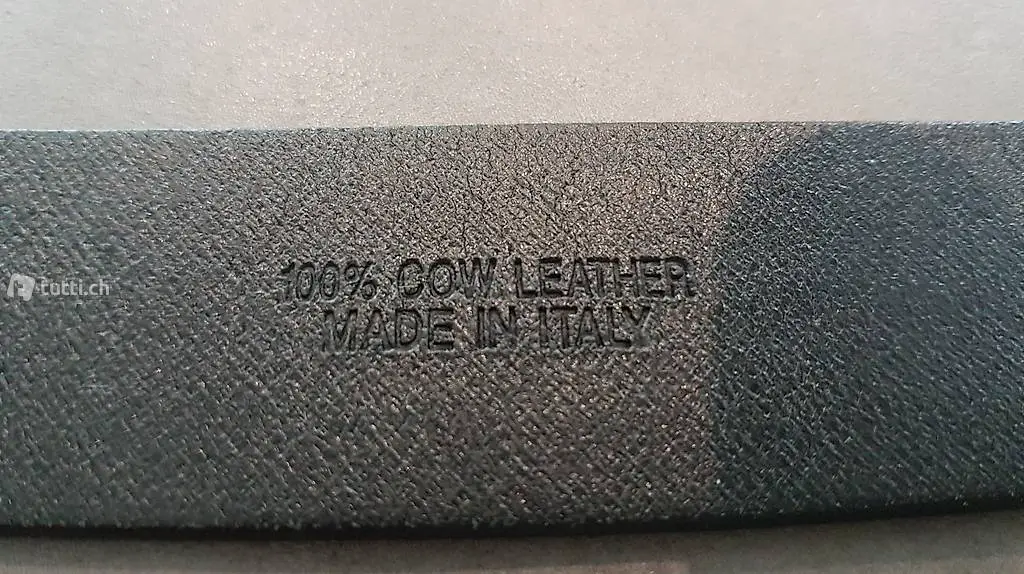 tutti.ch
100% COW LEATHER
MADE IN ITALY